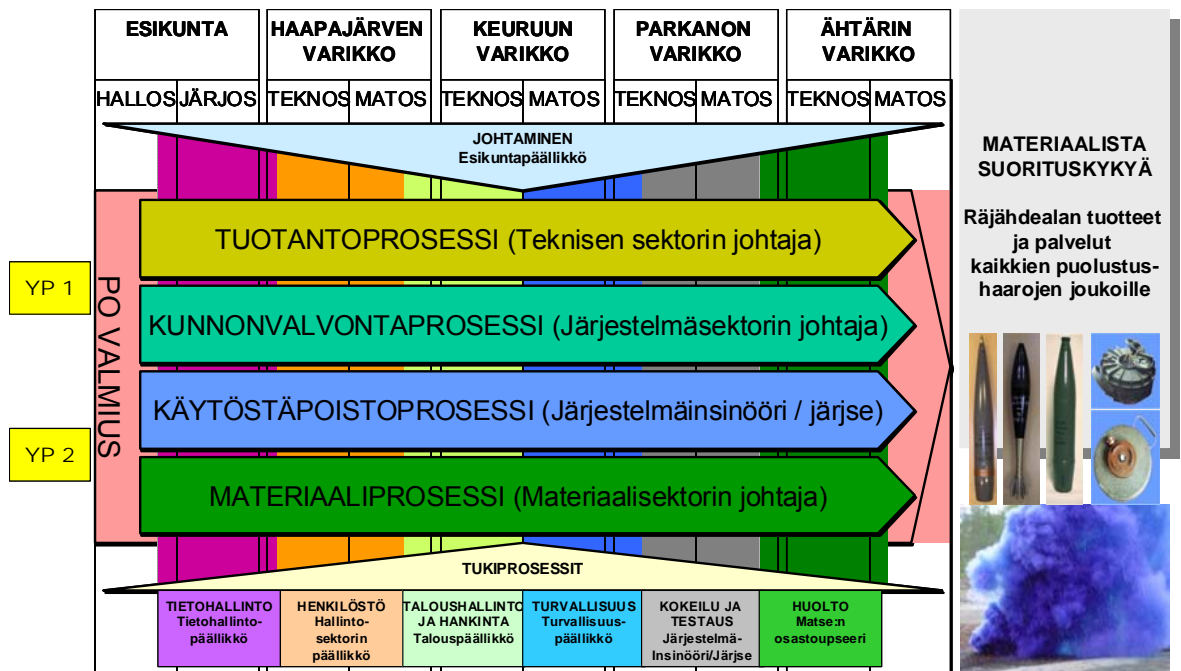 ESIKUNTA
HAAPAJÄRVEN
VARIKKO
KEURUUN
VARIKKO
PARKANON
VARIKKO
ÄHTÄRIN
VARIKKO
HALLOS JÄRJOS TEKNOS MATOS TEKNOS MATOS TEKNOS MATOS TEKNOS MATOS
JOHTAMINEN
Esikuntapäällikkö
TUOTANTOPROSESSI (Teknisen sektorin johtaja)
YP 1
KUNNONVALVONTAPROSESSI (Järjestelmäsektorin johtaja)
PO VALMIUS
KÄYTÖSTÄPOISTOPROSESSI (Järjestelmäinsinööri / järjse)
YP 2
MATERIAALIPROSESSI (Materiaalisektorin johtaja)
TUKIPROSESSIT
TIETOHALLINTO
Tietohallinto-
päällikkö
HENKILÖSTÖ
Hallinto-
sektorin
päällikkö
TALOUSHALLINTO
JA HANKINTA
Talouspäällikkö
TURVALLISUUS
Turvallisuus-
päällikkö
KOKEILU JA
TESTAUS
Järjestelmä-
Insinööri/Järjse
HUOLTO
Matse:n
osastoupseeri
MATERIAALISTA
SUORITUSKYKYÄ
Räjähdealan tuotteet
ja palvelut
kaikkien puolustus-
haarojen joukoille